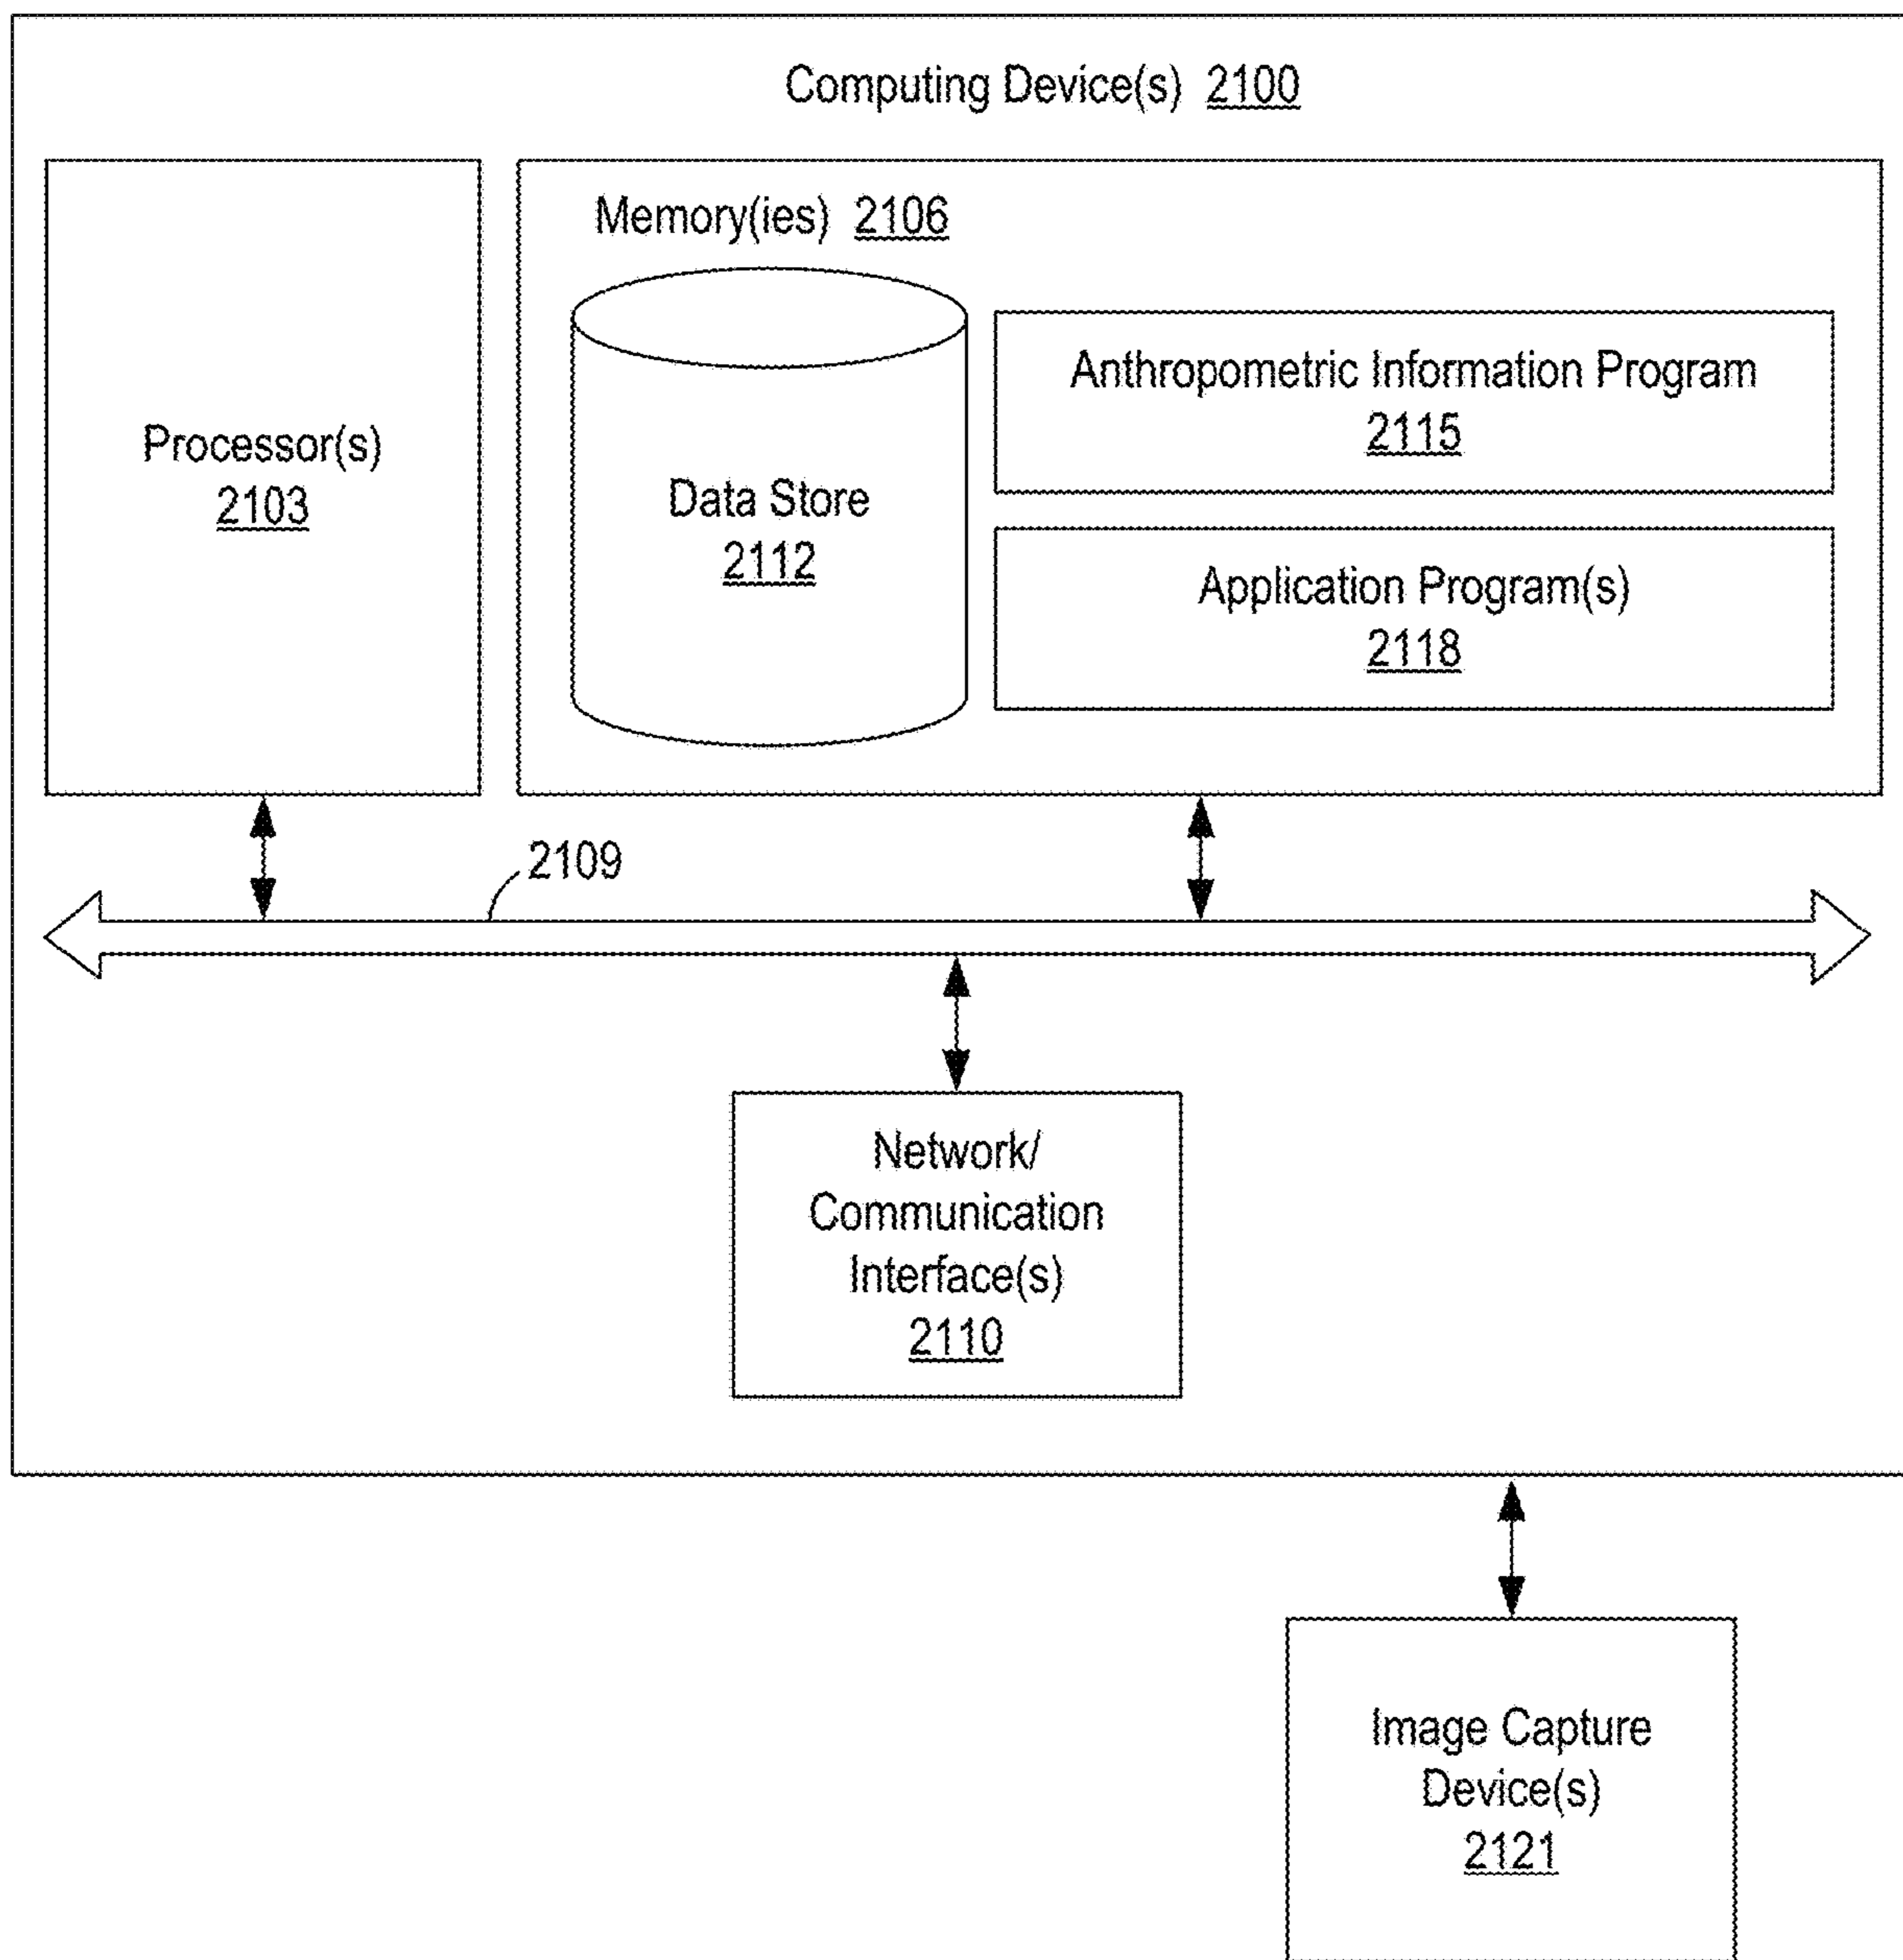 Computing Device(s) 2100
Memory(ies) 2106
Processor(s)
2103
Data Store
2112
Anthropometric Information Program
2115
Application Program(s)
2118
2109
Network/
Communication
Interface(s)
2110
Image Capture
Device(s)
2121